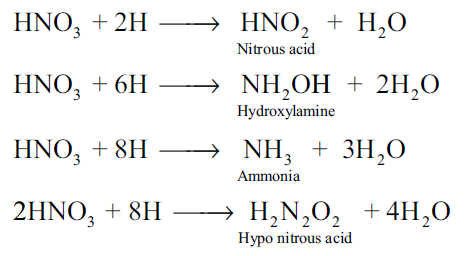 HNO₃ + 2H ⟶ HNO₂ + H₂O
Nitrous acid
HNO₃ + 6H ⟶ NH₂OH + 2H₂O
Hydroxylamine
HNO₃ + 8H ⟶ NH₃ + 3H₂O
Ammonia
2HNO₃ + 8H ⟶ H₂N₂O₂ + 4H₂O
Hypo nitrous acid